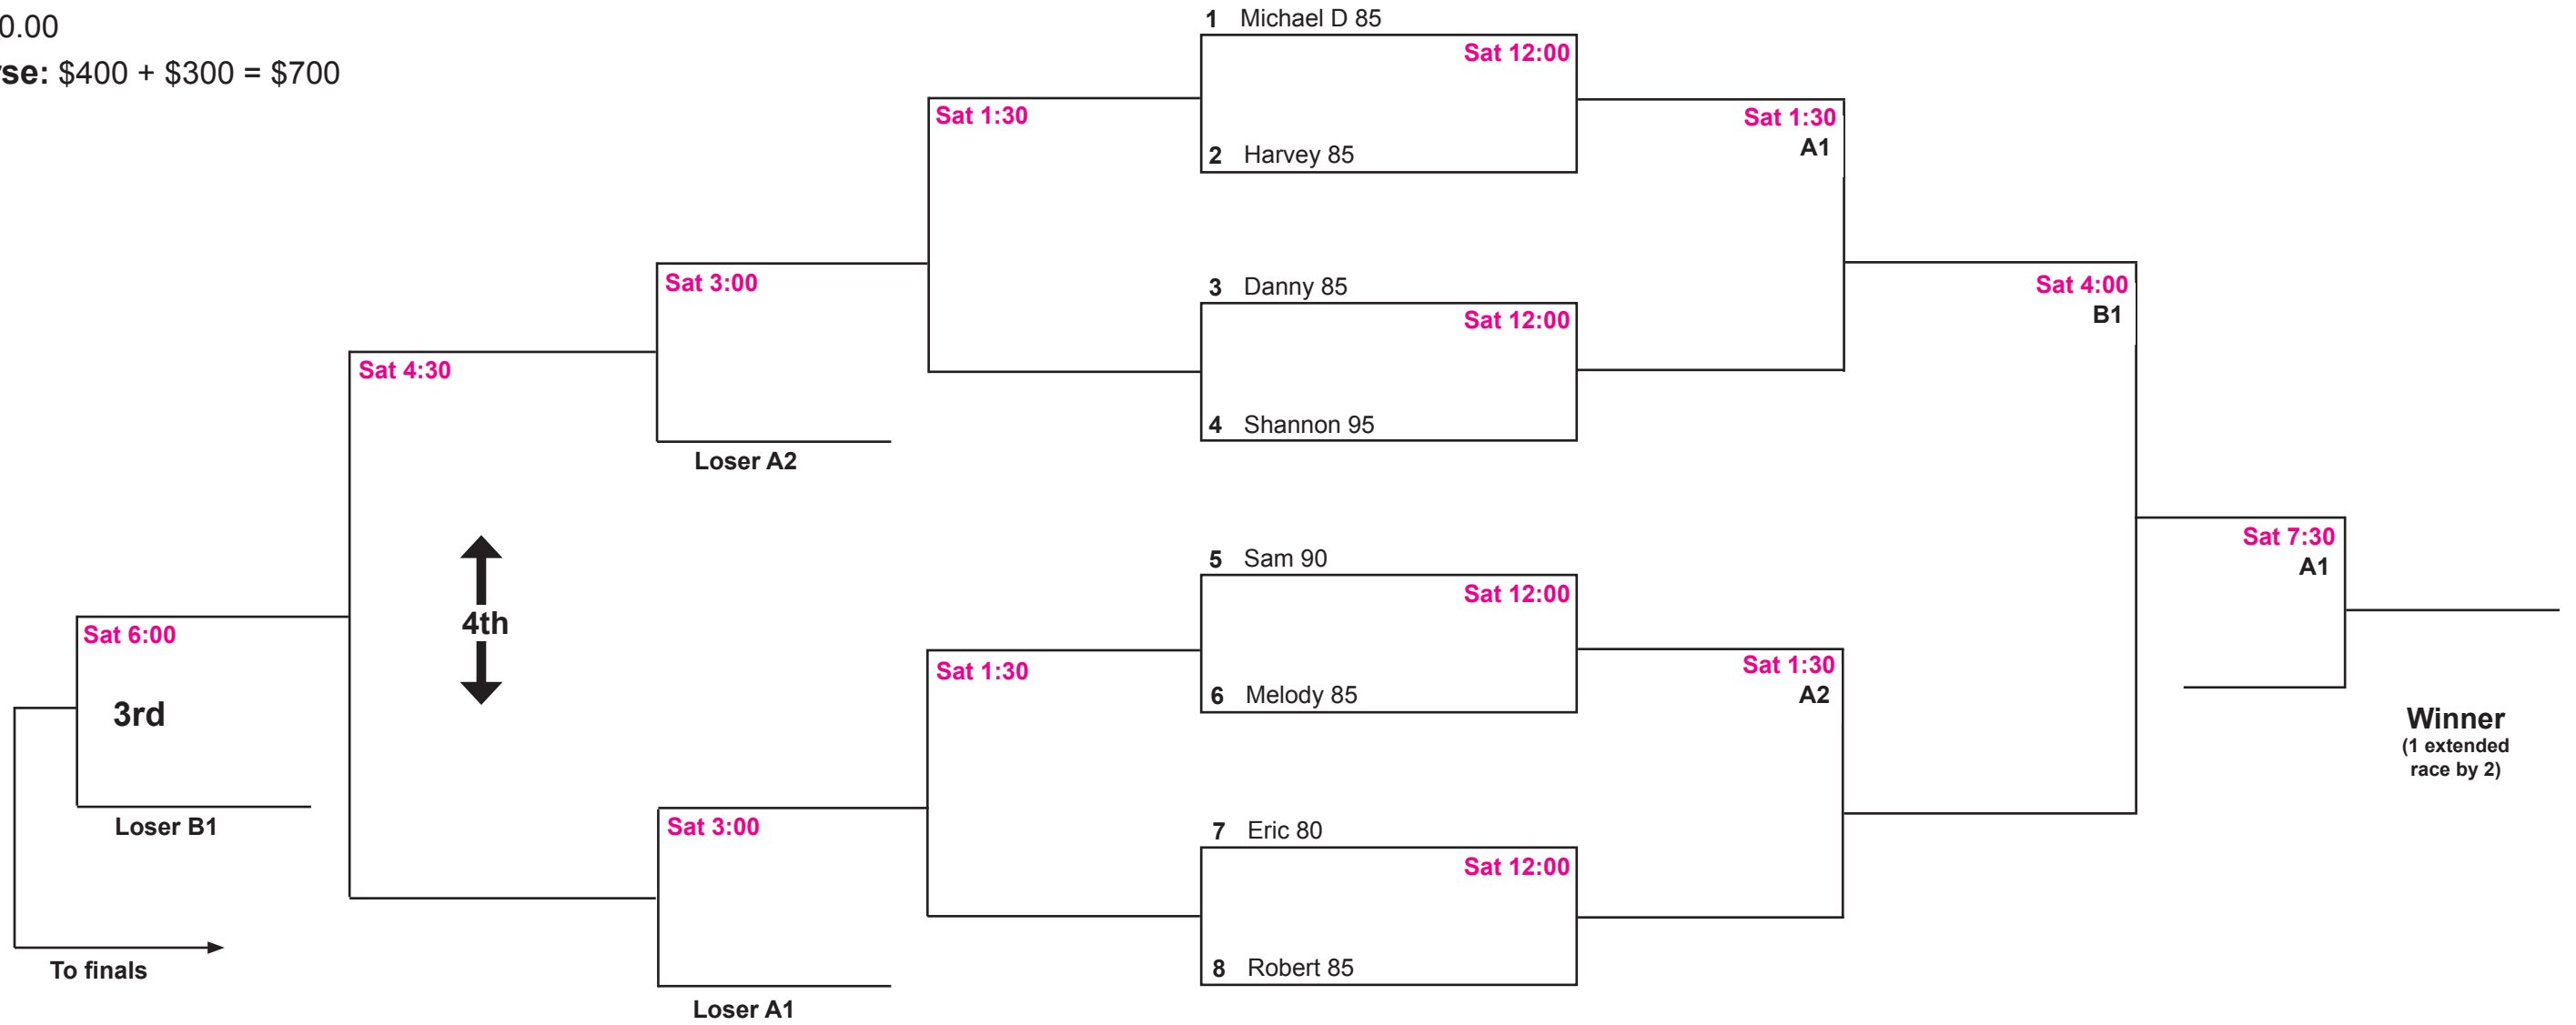 0.00
se: $400 + $300 = $700
1 Michael D 85
Sat 12:00
2 Harvey 85
Sat 1:30
Sat 1:30
A1
3 Danny 85
Sat 12:00
4 Shannon 95
Sat 3:00
Loser A2
Sat 4:00
B1
Sat 4:30
4th
5 Sam 90
Sat 12:00
6 Melody 85
Sat 1:30
Sat 1:30
A2
Sat 7:30
A1
Winner
(1 extended
race by 2)
Sat 6:00
3rd
Loser B1
To finals
7 Eric 80
Sat 12:00
8 Robert 85
Sat 3:00
Loser A1